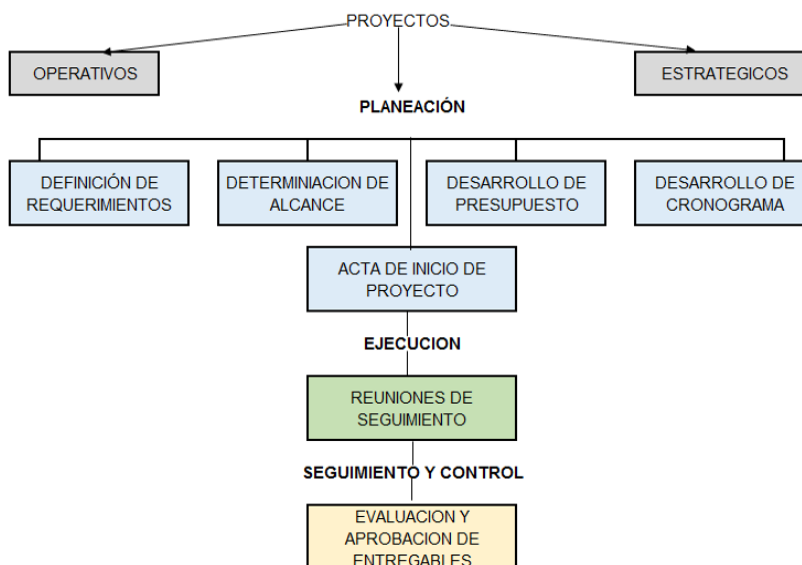 PROYECTOS
OPERATIVOS
ESTRATEGICOS
PLANEACIÓN
DEFINICIÓN DE
REQUERIMIENTOS
DETERMINIACION DE
ALCANCE
DESARROLLO DE
PRESUPUESTO
DESARROLLO DE
CRONOGRAMA
ACTA DE INICIO DE
PROYECTO
EJECUCION
REUNIONES DE
SEGUIMIENTO
SEGUIMIENTO Y CONTROL
EVALUACION Y
APROBACION DE
ENTREGABLES